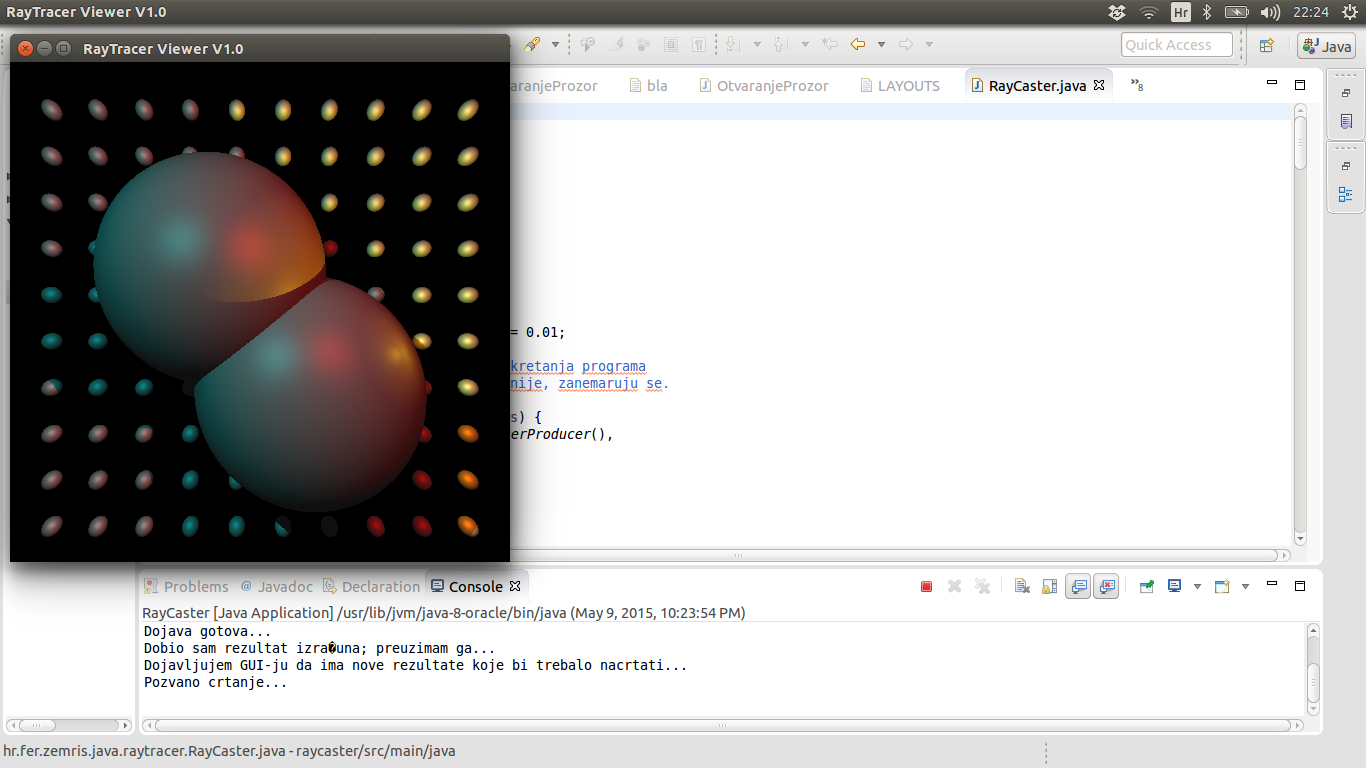 RayTracer Viewer V1.0
Hr
22:24
RayTracer Viewer V1.0
Quick Access
Java
aranjeProzor
bla
OtvaranjeProzor
LAYOUTS
RayCaster.java
»8
= 0.01;
kretanja programa
nije, zanemaruju se.
s) {
erProducer(),
Problems
Javadoc
Declaration
Console
RayCaster [Java Application] /usr/lib/jvm/java-8-oracle/bin/java (May 9, 2015, 10:23:54 PM)
Dojava gotova...
Dobio sam rezultat izra�una; preuzimam ga...
Dojavljujem GUI-ju da ima nove rezultate koje bi trebalo nacrtati...
Pozvano crtanje...
hr.fer.zemris.java.raytracer.RayCaster.java - raycaster/src/main/java